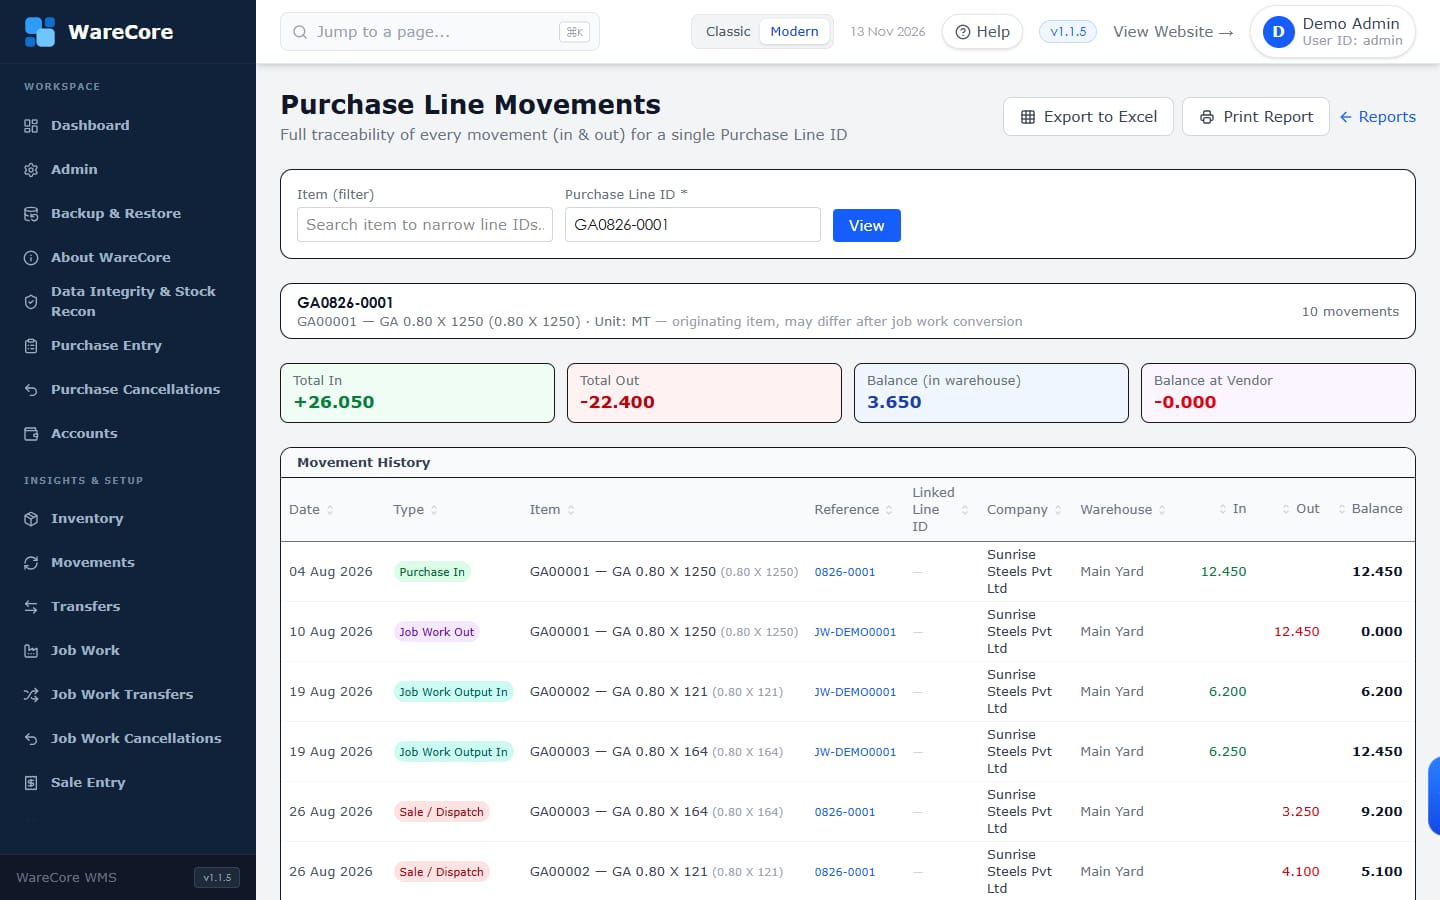 WareCore
Jump to a page...
⌘K
Classic
Modern
13 Nov 2026
Help
v1.1.5
View Website →
D
Demo Admin
User ID: admin
WORKSPACE
Dashboard
Admin
Backup & Restore
About WareCore
Data Integrity & Stock
Recon
Purchase Entry
Purchase Cancellations
Accounts
INSIGHTS & SETUP
Inventory
Movements
Transfers
Job Work
Job Work Transfers
Job Work Cancellations
Sale Entry
WareCore WMS
v1.1.5
Purchase Line Movements
Full traceability of every movement (in & out) for a single Purchase Line ID
Export to Excel
Print Report
← Reports
Item (filter)
Purchase Line ID *
Search item to narrow line IDs..
GA0826-0001
View
GA0826-0001
GA00001 — GA 0.80 X 1250 (0.80 X 1250) · Unit: MT — originating item, may differ after job work conversion
10 movements
Total In
+26.050
Total Out
-22.400
Balance (in warehouse)
3.650
Balance at Vendor
-0.000
Movement History
Date Type Item Reference Linked Line ID Company Warehouse In Out Balance
04 Aug 2026 Purchase In GA00001 — GA 0.80 X 1250 (0.80 X 1250) 0826-0001 — Sunrise Steels Pvt Ltd Main Yard 12.450 12.450
10 Aug 2026 Job Work Out GA00001 — GA 0.80 X 1250 (0.80 X 1250) JW-DEMO0001 — Sunrise Steels Pvt Ltd Main Yard 12.450 0.000
19 Aug 2026 Job Work Output In GA00002 — GA 0.80 X 121 (0.80 X 121) JW-DEMO0001 — Sunrise Steels Pvt Ltd Main Yard 6.200 6.200
19 Aug 2026 Job Work Output In GA00003 — GA 0.80 X 164 (0.80 X 164) JW-DEMO0001 — Sunrise Steels Pvt Ltd Main Yard 6.250 12.450
26 Aug 2026 Sale / Dispatch GA00003 — GA 0.80 X 164 (0.80 X 164) 0826-0001 — Sunrise Steels Pvt Ltd Main Yard 3.250 9.200
26 Aug 2026 Sale / Dispatch GA00002 — GA 0.80 X 121 (0.80 X 121) 0826-0001 — Sunrise Steels Pvt Ltd Main Yard 4.100 5.100